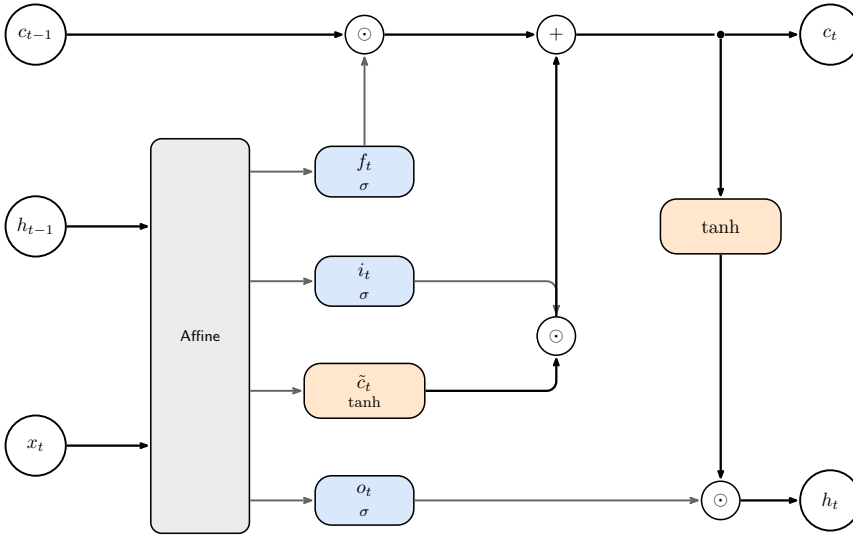 c_{t−1}
⊙
+
c_t
f_t
σ
h_{t−1}
tanh
i_t
σ
Affine
⊙
c̃_t
tanh
x_t
o_t
σ
⊙
h_t